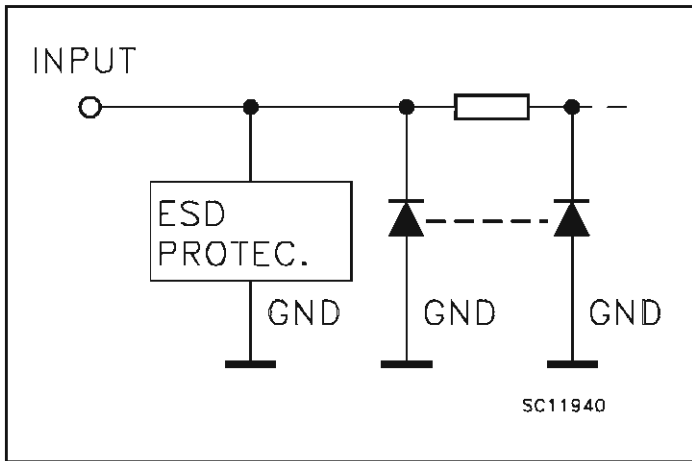 INPUT
ESD
PROTEC.
GND
GND
GND
SC11940